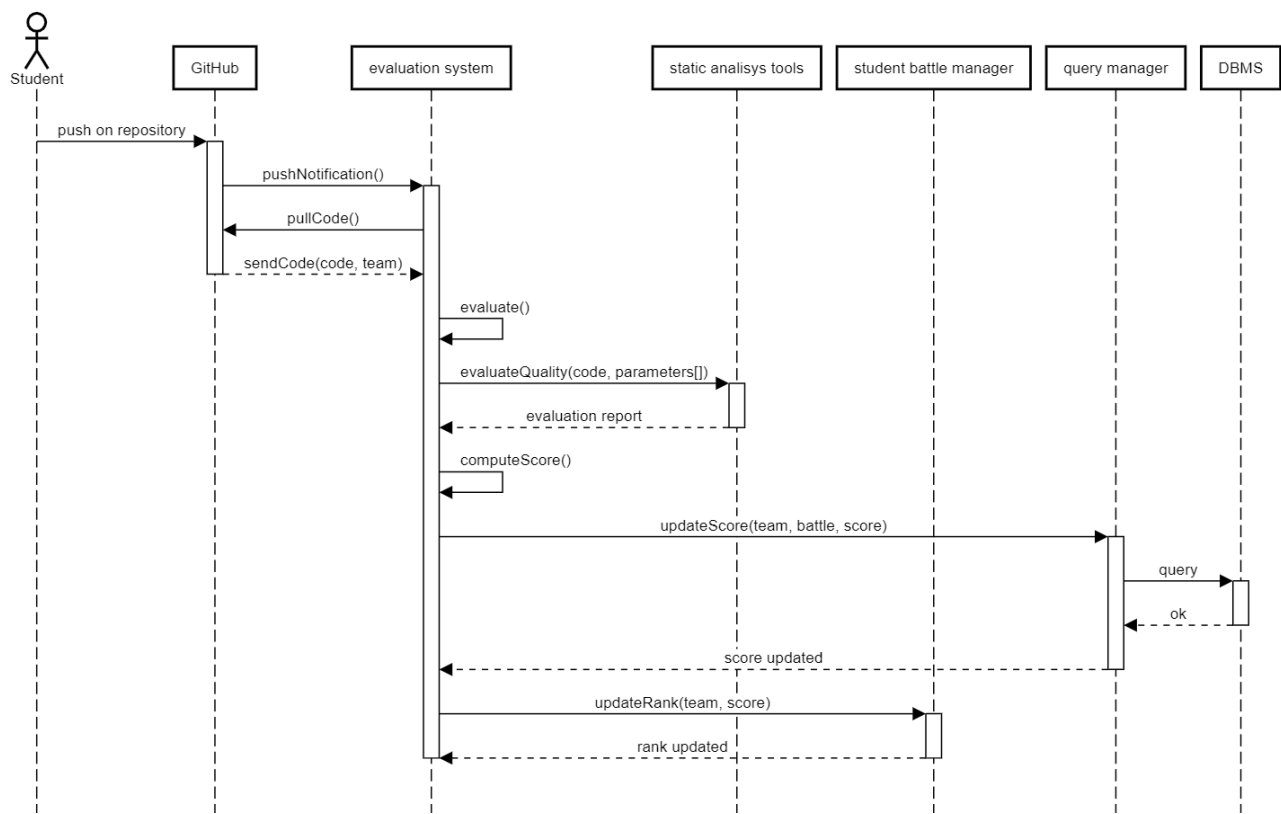 Student
GitHub
evaluation system
static analisys tools
student battle manager
query manager
DBMS
push on repository
pushNotification()
pullCode()
sendCode(code, team)
evaluate()
evaluateQuality(code, parameters[])
evaluation report
computeScore()
updateScore(team, battle, score)
query
ok
score updated
updateRank(team, score)
rank updated